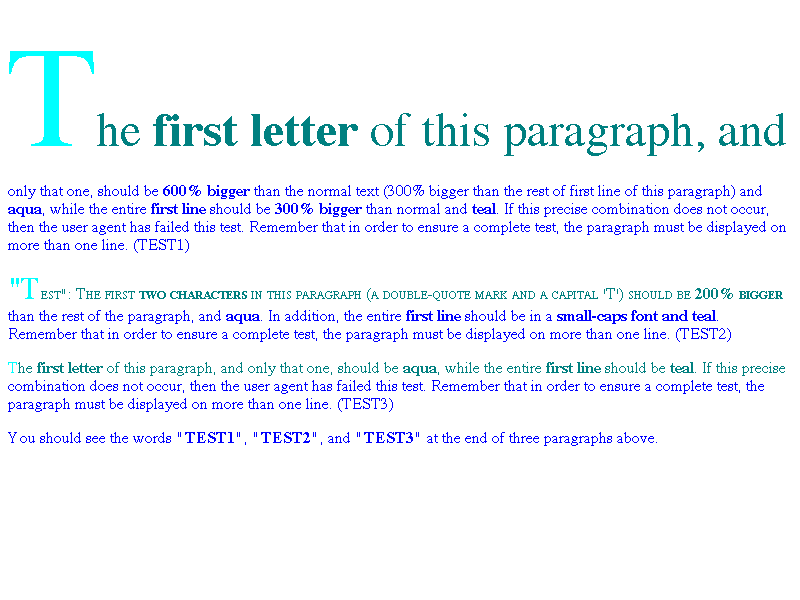 The first letter of this paragraph, and
only that one, should be 600% bigger than the normal text (300% bigger than the rest of first line of this paragraph) and
aqua, while the entire first line should be 300% bigger than normal and teal. If this precise combination does not occur,
then the user agent has failed this test. Remember that in order to ensure a complete test, the paragraph must be displayed on
more than one line. (TEST1)
"TEST": THE FIRST TWO CHARACTERS IN THIS PARAGRAPH (A DOUBLE-QUOTE MARK AND A CAPITAL 'T') SHOULD BE 200% BIGGER
than the rest of the paragraph, and aqua. In addition, the entire first line should be in a small-caps font and teal.
Remember that in order to ensure a complete test, the paragraph must be displayed on more than one line. (TEST2)
The first letter of this paragraph, and only that one, should be aqua, while the entire first line should be teal. If this precise
combination does not occur, then the user agent has failed this test. Remember that in order to ensure a complete test, the
paragraph must be displayed on more than one line. (TEST3)
You should see the words "TEST1", "TEST2", and "TEST3" at the end of three paragraphs above.